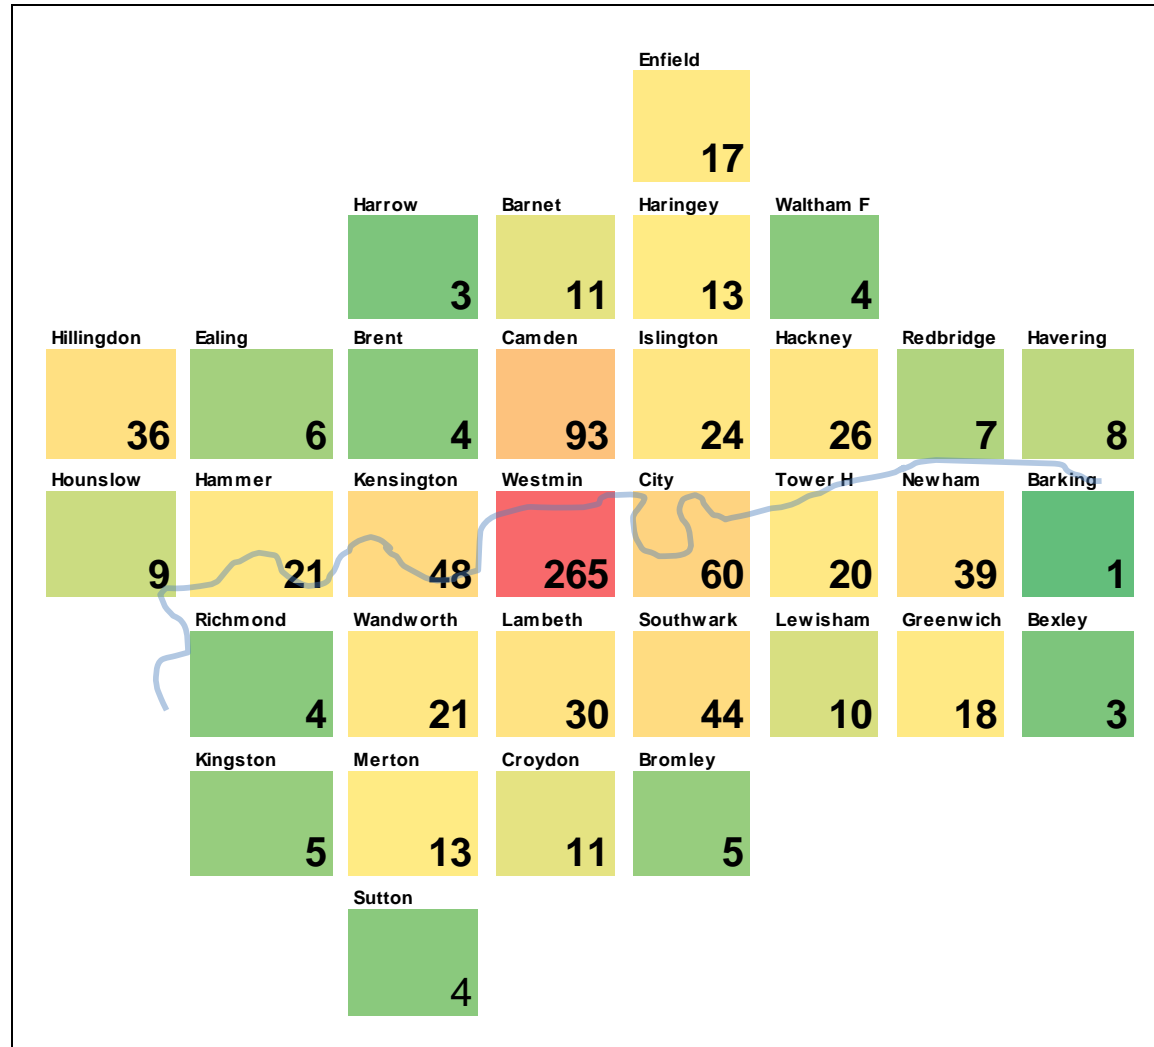 Enfield
17
Harrow Barnet Haringey Waltham F
3 11 13 4
Hillingdon Ealing Brent Camden Islington Hackney Redbridge Havering
36 6 4 93 24 26 7 8
Hounslow Hammer Kensington Westmin City Tower H Newham Barking
9 21 48 265 60 20 39 1
Richmond Wandworth Lambeth Southwark Lewisham Greenwich Bexley
4 21 30 44 10 18 3
Kingston Merton Croydon Bromley
5 13 11 5
Sutton
4